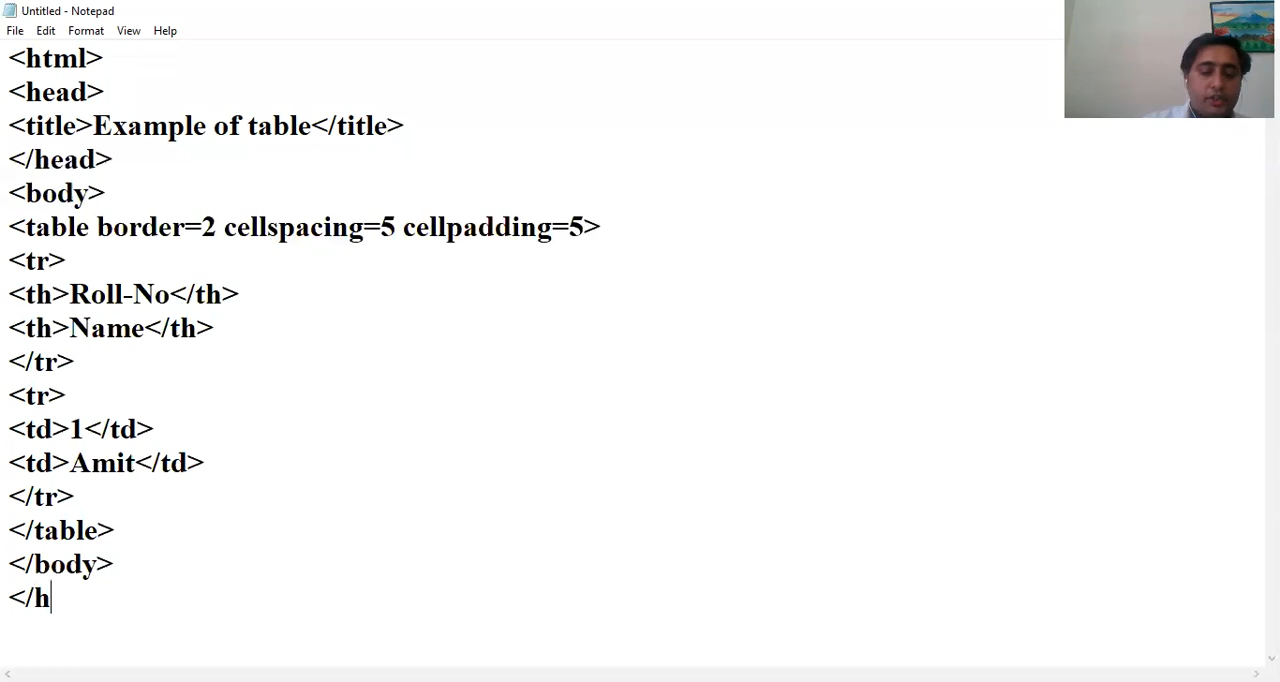 Untitled - Notepad
File Edit Format View Help
<html>
<head>
<title>Example of table</title>
</head>
<body>
<table border=2 cellspacing=5 cellpadding=5>
<tr>
<th>Roll-No</th>
<th>Name</th>
</tr>
<tr>
<td>1</td>
<td>Amit</td>
</tr>
</table>
</body>
</h